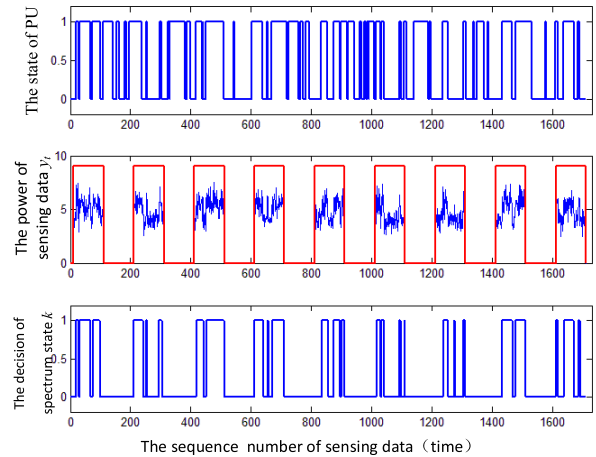 The state of PU
1
0.5
0
0 200 400 600 800 1000 1200 1400 1600
The power of
sensing data y_t
10
5
0
0 200 400 600 800 1000 1200 1400 1600
The decision of
spectrum state k
1
0.5
0
0 200 400 600 800 1000 1200 1400 1600
The sequence number of sensing data（time）